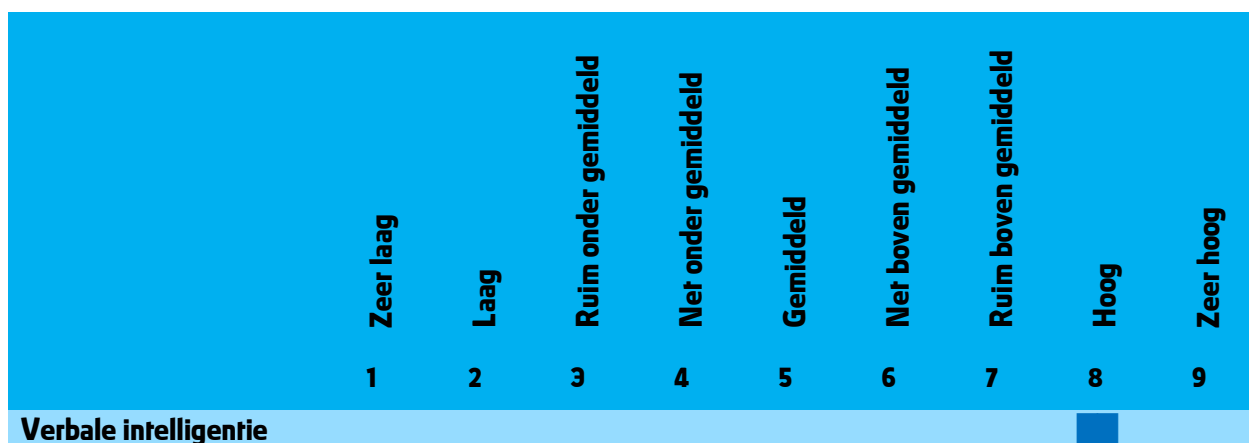 Zeer laag
Laag
Ruim onder gemiddeld
Net onder gemiddeld
Gemiddeld
Net boven gemiddeld
Ruim boven gemiddeld
Hoog
Zeer hoog
1 2 3 4 5 6 7 8 9
Verbale intelligentie